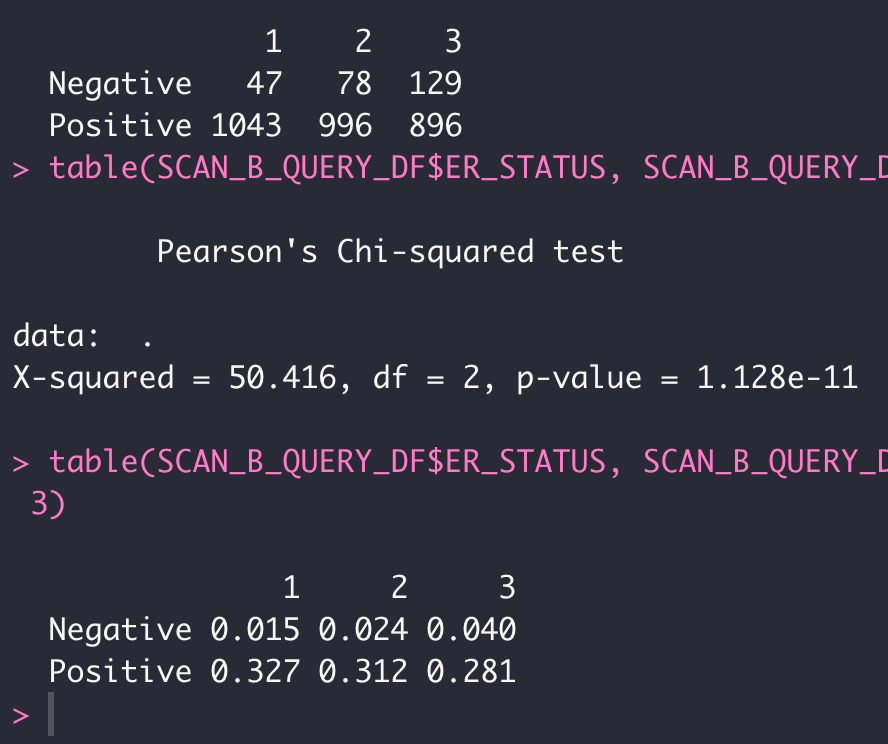 1 2 3
Negative 47 78 129
Positive 1043 996 896
> table(SCAN_B_QUERY_DF$ER_STATUS, SCAN_B_QUERY_D
Pearson's Chi-squared test
data: .
X-squared = 50.416, df = 2, p-value = 1.128e-11
> table(SCAN_B_QUERY_DF$ER_STATUS, SCAN_B_QUERY_D
3)
1 2 3
Negative 0.015 0.024 0.040
Positive 0.327 0.312 0.281
>